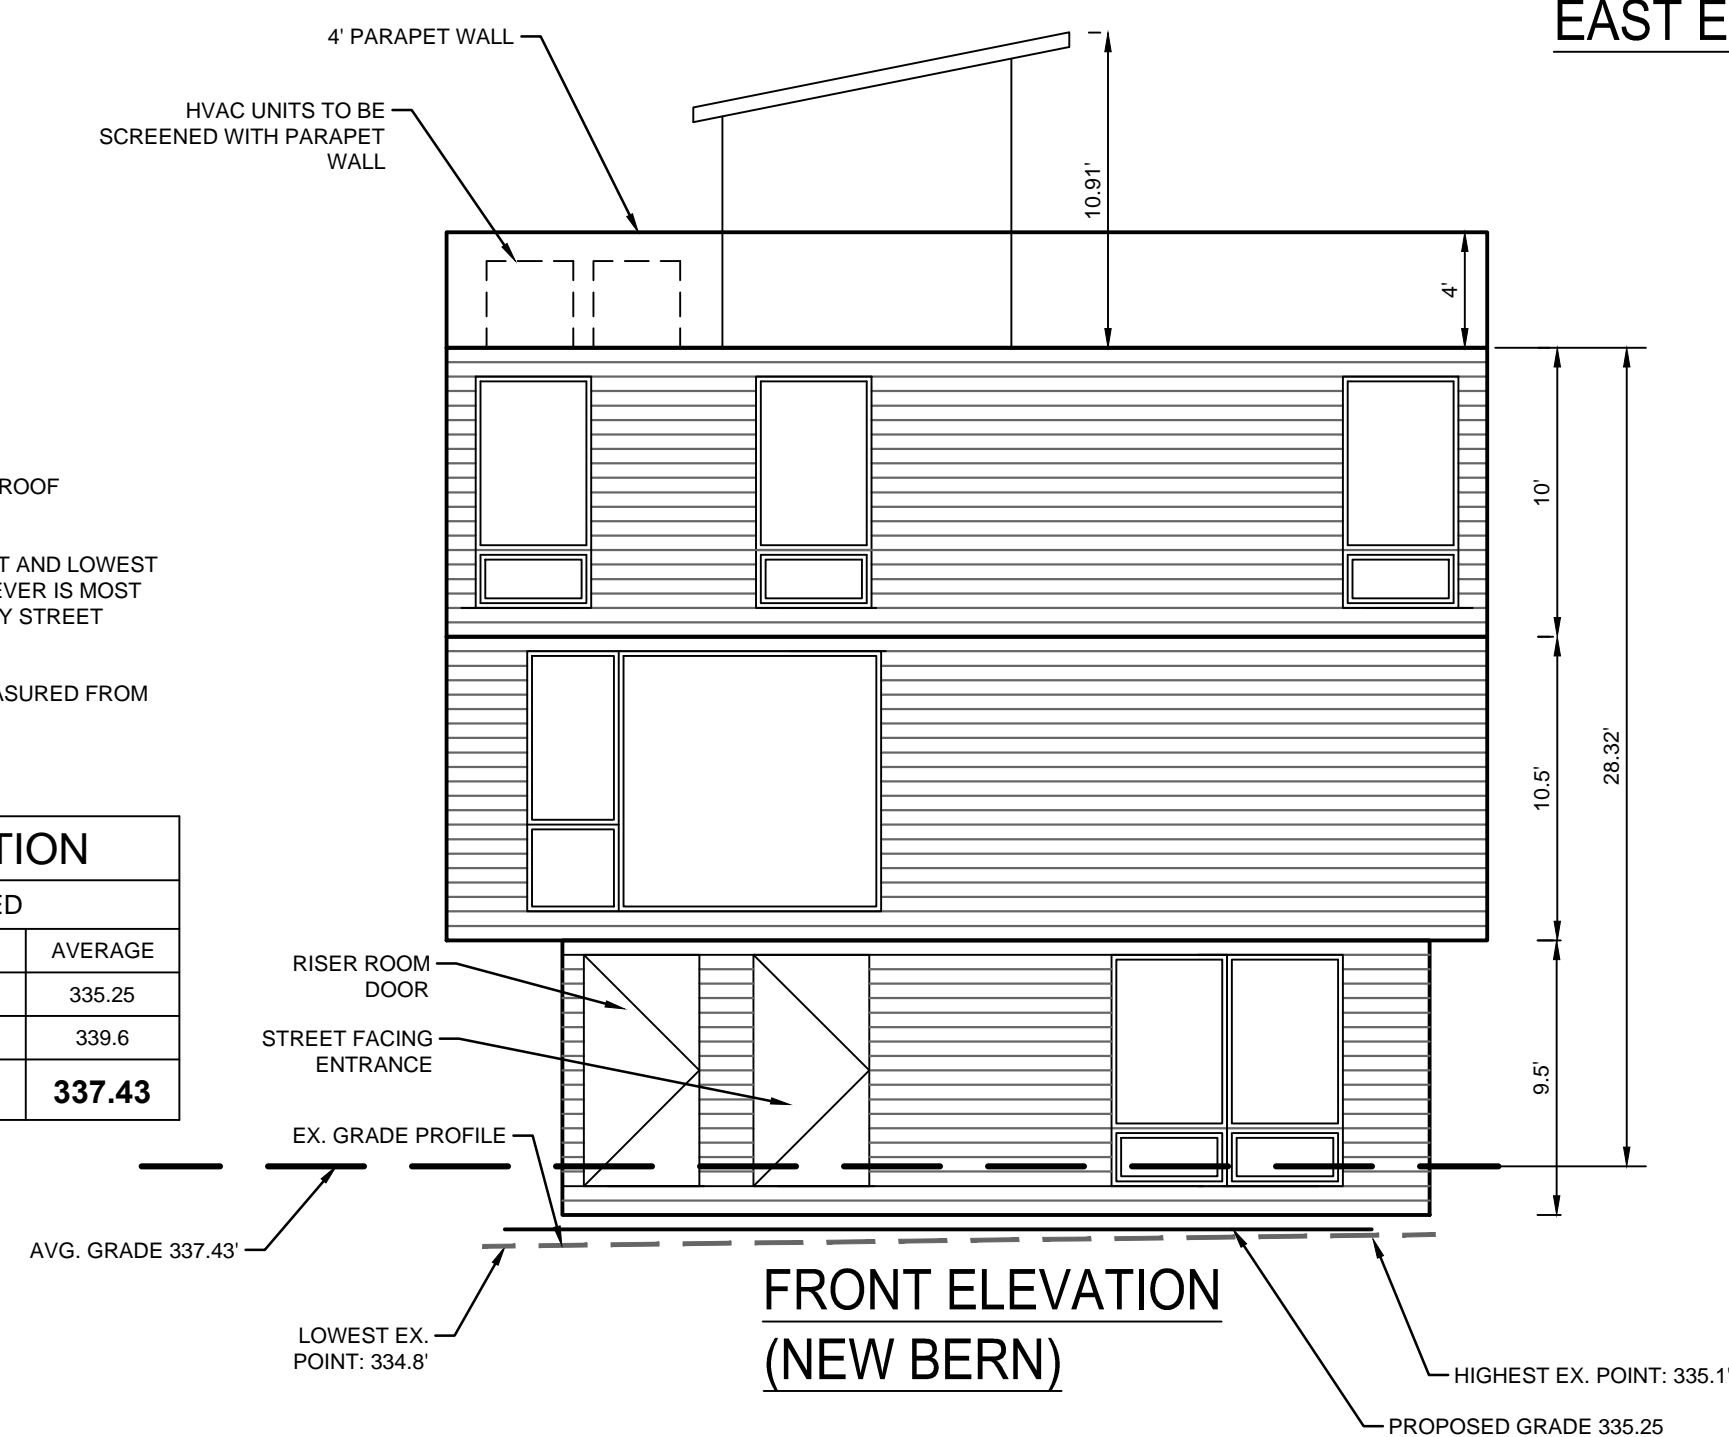 EAST E
4' PARAPET WALL
HVAC UNITS TO BE
SCREENED WITH PARAPET
WALL
10.91'
4'
ROOF
10'
T AND LOWEST
EVER IS MOST
Y STREET
ASURED FROM
28.32'
10.5'
TION
ED
AVERAGE
335.25
339.6
337.43
RISER ROOM
DOOR
STREET FACING
ENTRANCE
9.5'
EX. GRADE PROFILE
AVG. GRADE 337.43'
LOWEST EX.
POINT: 334.8'
FRONT ELEVATION
(NEW BERN)
HIGHEST EX. POINT: 335.1'
PROPOSED GRADE 335.25